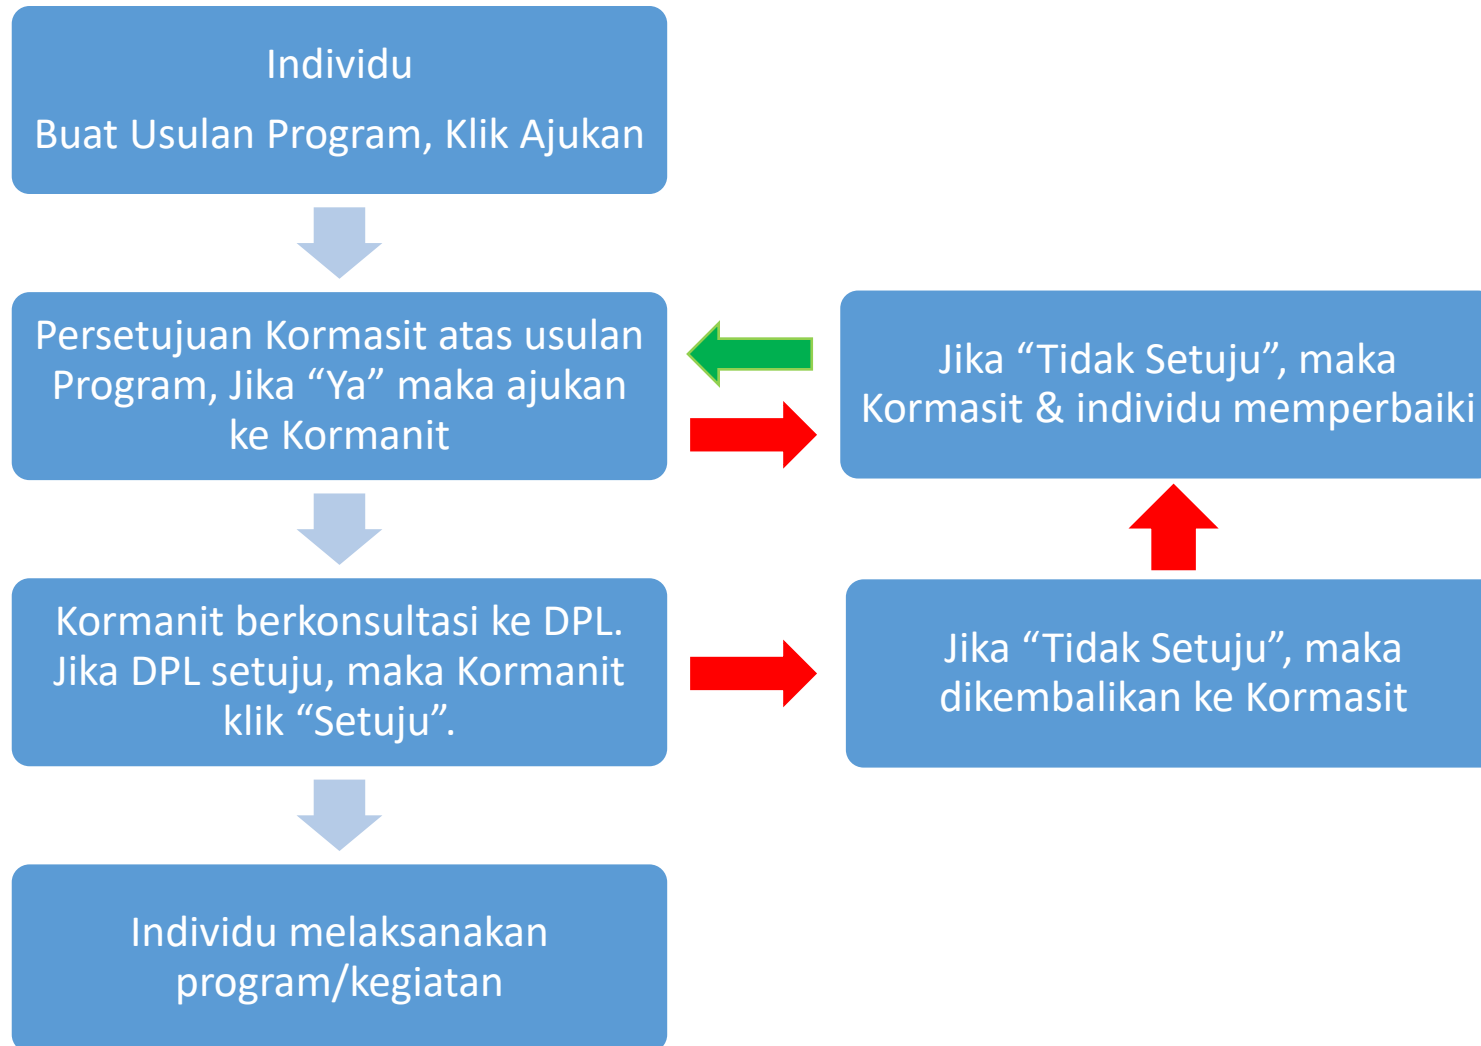 Individu
Buat Usulan Program, Klik Ajukan
Persetujuan Kormasit atas usulan
Program, Jika “Ya” maka ajukan
ke Kormanit
Jika “Tidak Setuju”, maka
Kormasit & individu memperbaiki
Kormanit berkonsultasi ke DPL.
Jika DPL setuju, maka Kormanit
klik “Setuju”.
Jika “Tidak Setuju”, maka
dikembalikan ke Kormasit
Individu melaksanakan
program/kegiatan